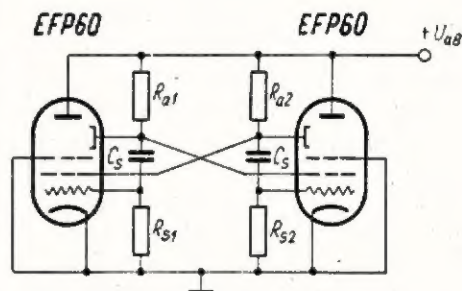 EFP60 EFP60
+ UaB
Ra1 Ra2
Cs Cs
Rs1 Rs2